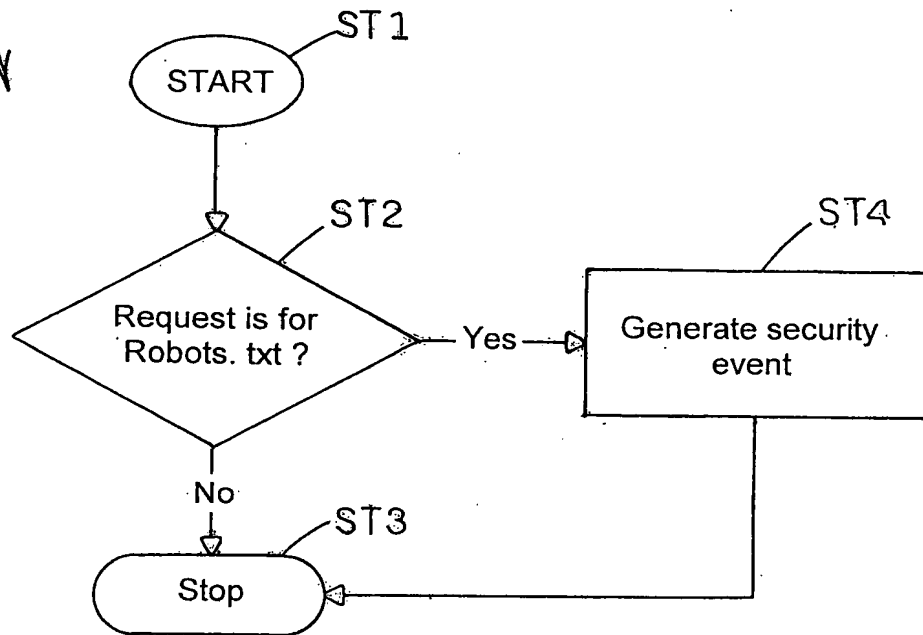 ST1
START
ST2
ST4
Request is for
Robots. txt ?
Yes
Generate security
event
No
ST3
Stop